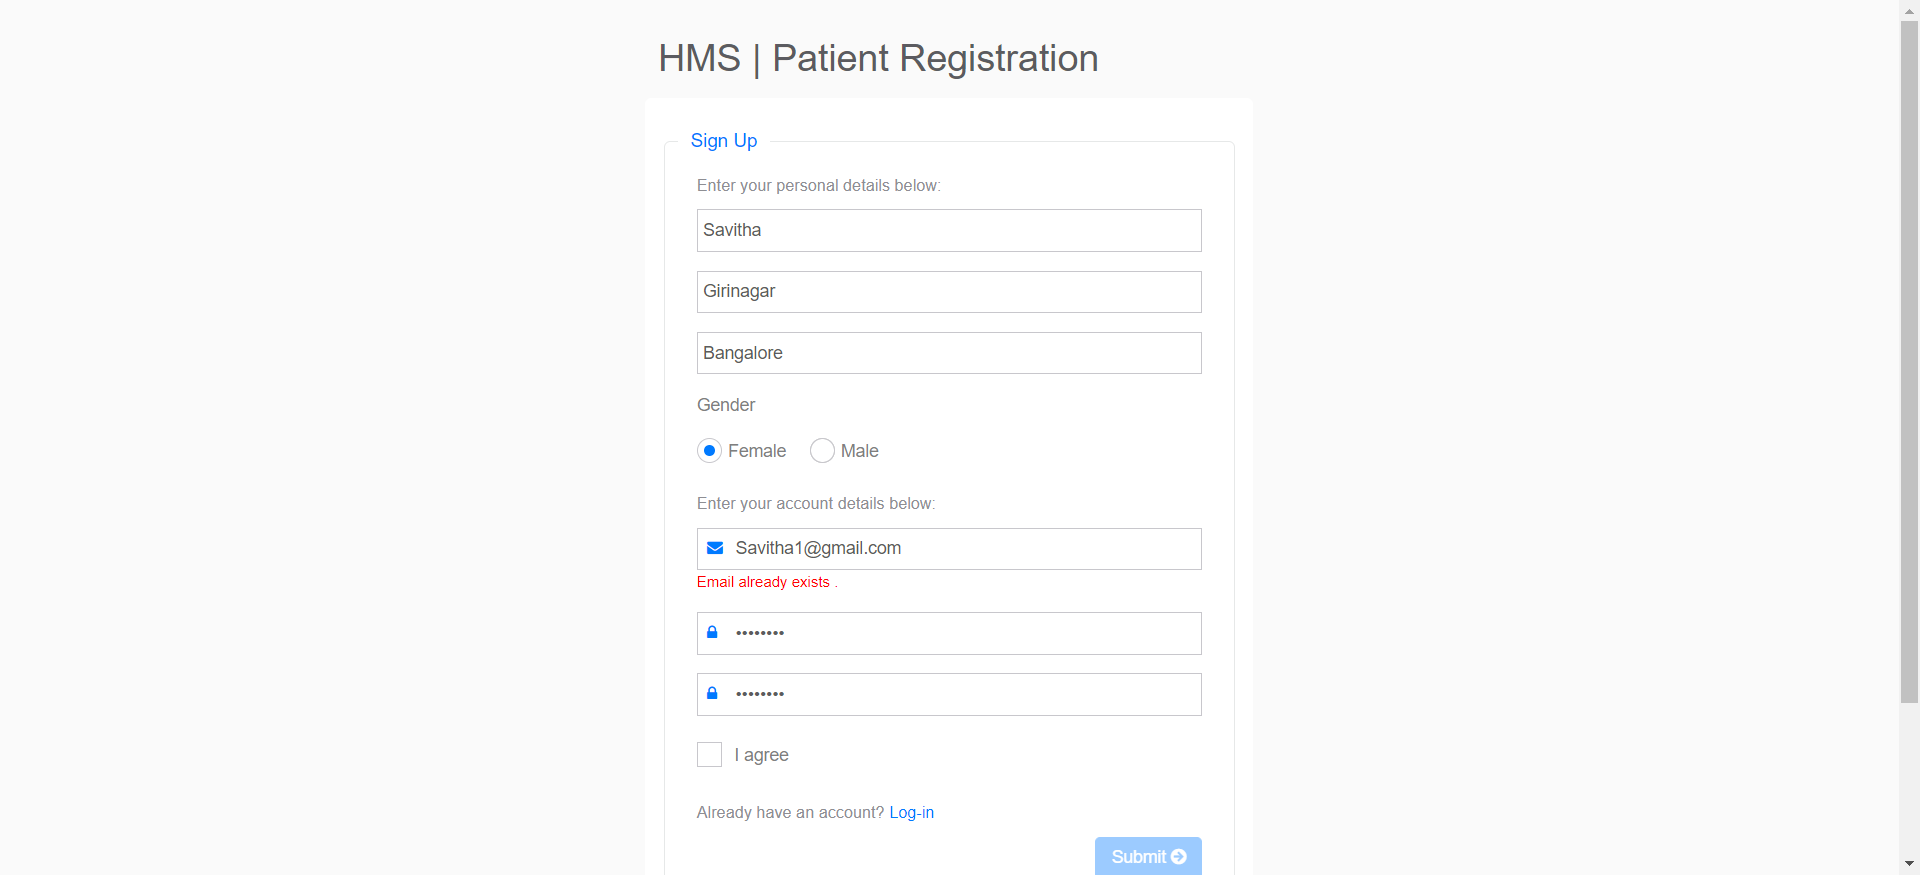 HMS | Patient Registration
Sign Up
Enter your personal details below:
Savitha
Girinagar
Bangalore
Gender
Female Male
Enter your account details below:
Savitha1@gmail.com
Email already exists .
••••••••
••••••••
I agree
Already have an account? Log-in
Submit